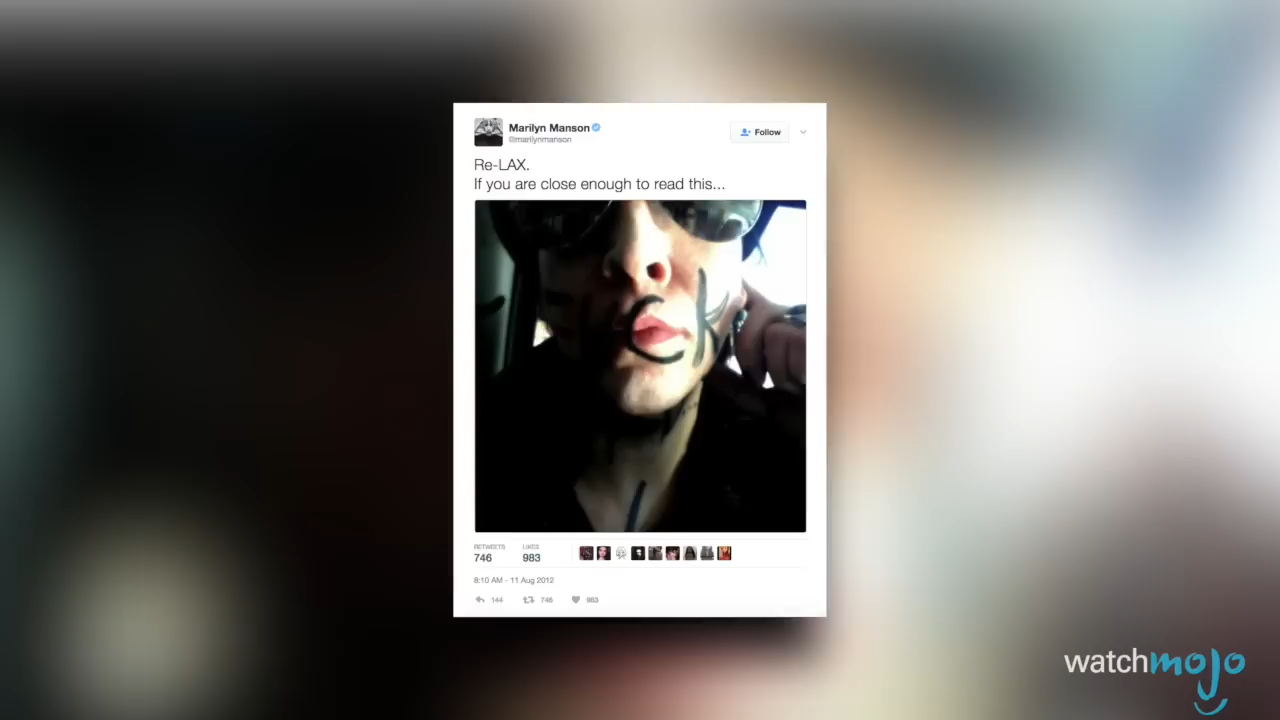 Marilyn Manson
@marilynmanson
Follow
Re-LAX.
If you are close enough to read this...
CK
RETWEETS LIKES
746 983
8:10 AM - 11 Aug 2012
144 746 983
watchmojo